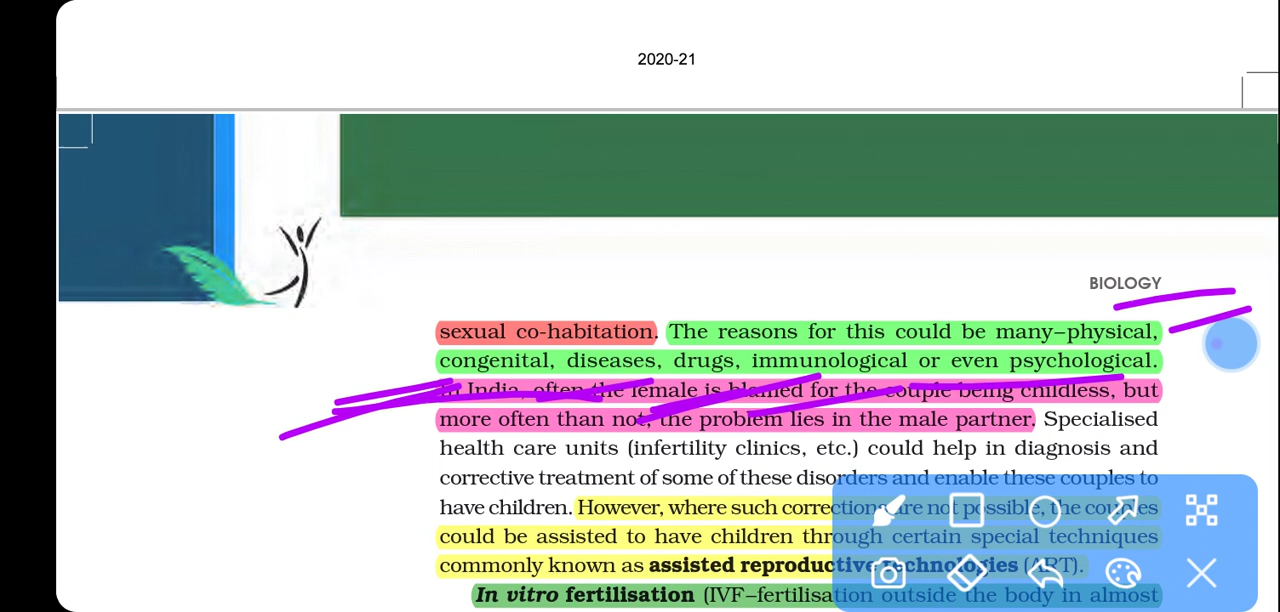 2020-21
BIOLOGY
sexual co-habitation. The reasons for this could be many–physical,
congenital, diseases, drugs, immunological or even psychological.
In India, often the female is blamed for the couple being childless, but
more often than not, the problem lies in the male partner. Specialised
health care units (infertility clinics, etc.) could help in diagnosis and
corrective treatment of some of these disorders and enable these couples to
have children. However, where such corrections are not possible, the couples
could be assisted to have children through certain special techniques
commonly known as assisted reproductive technologies (ART).
In vitro fertilisation (IVF–fertilisation outside the body in almost